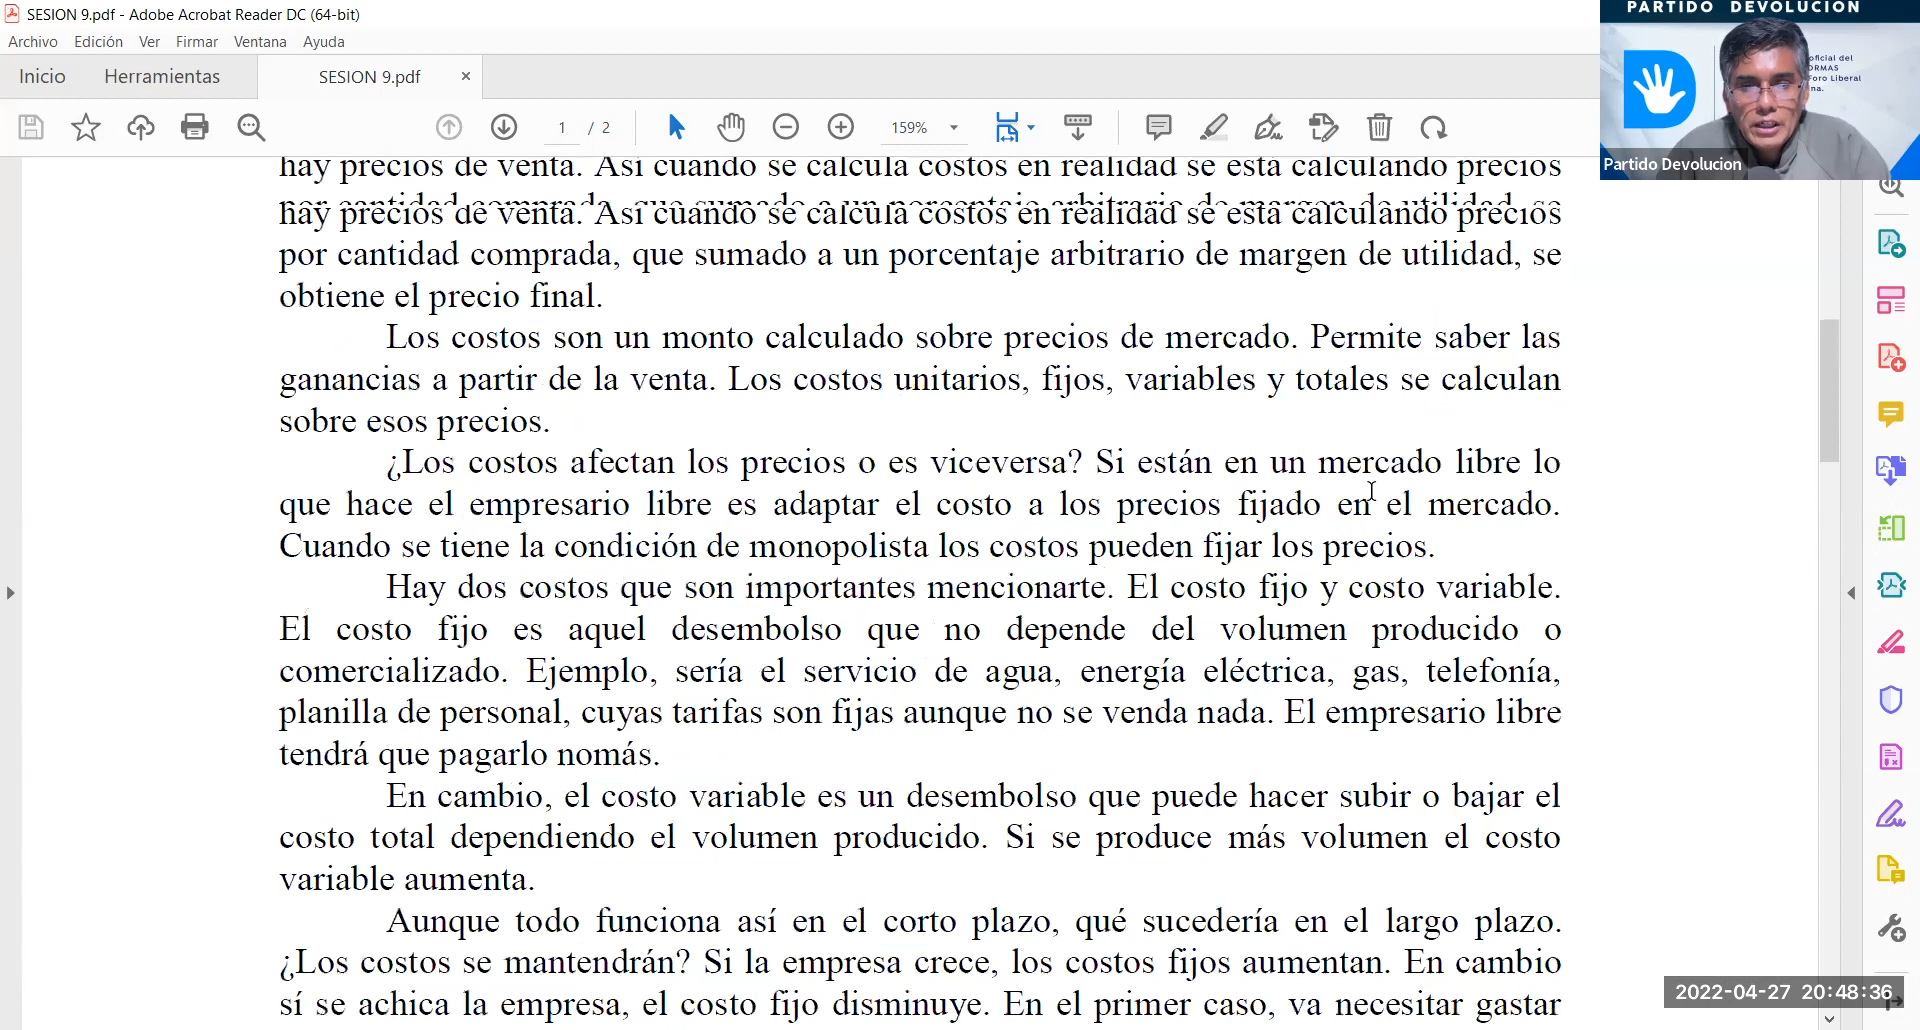 SESION 9.pdf - Adobe Acrobat Reader DC (64-bit)
Archivo Edición Ver Firmar Ventana Ayuda
Inicio Herramientas SESION 9.pdf ×
1 / 2 159%
PARTIDO DEVOLUCION
oficial del
ORMAS
Foro Liberal
na.
Partido Devolucion
hay precios de venta. Así cuando se calcula costos en realidad se está calculando precios
hay precios de venta. Así cuando se calcula costos en realidad se está calculando precios
por cantidad comprada, que sumado a un porcentaje arbitrario de margen de utilidad, se
obtiene el precio final.
Los costos son un monto calculado sobre precios de mercado. Permite saber las
ganancias a partir de la venta. Los costos unitarios, fijos, variables y totales se calculan
sobre esos precios.
¿Los costos afectan los precios o es viceversa? Si están en un mercado libre lo
que hace el empresario libre es adaptar el costo a los precios fijado en el mercado.
Cuando se tiene la condición de monopolista los costos pueden fijar los precios.
Hay dos costos que son importantes mencionarte. El costo fijo y costo variable.
El costo fijo es aquel desembolso que no depende del volumen producido o
comercializado. Ejemplo, sería el servicio de agua, energía eléctrica, gas, telefonía,
planilla de personal, cuyas tarifas son fijas aunque no se venda nada. El empresario libre
tendrá que pagarlo nomás.
En cambio, el costo variable es un desembolso que puede hacer subir o bajar el
costo total dependiendo el volumen producido. Si se produce más volumen el costo
variable aumenta.
Aunque todo funciona así en el corto plazo, qué sucedería en el largo plazo.
¿Los costos se mantendrán? Si la empresa crece, los costos fijos aumentan. En cambio
sí se achica la empresa, el costo fijo disminuye. En el primer caso, va necesitar gastar
2022-04-27 20:48:36